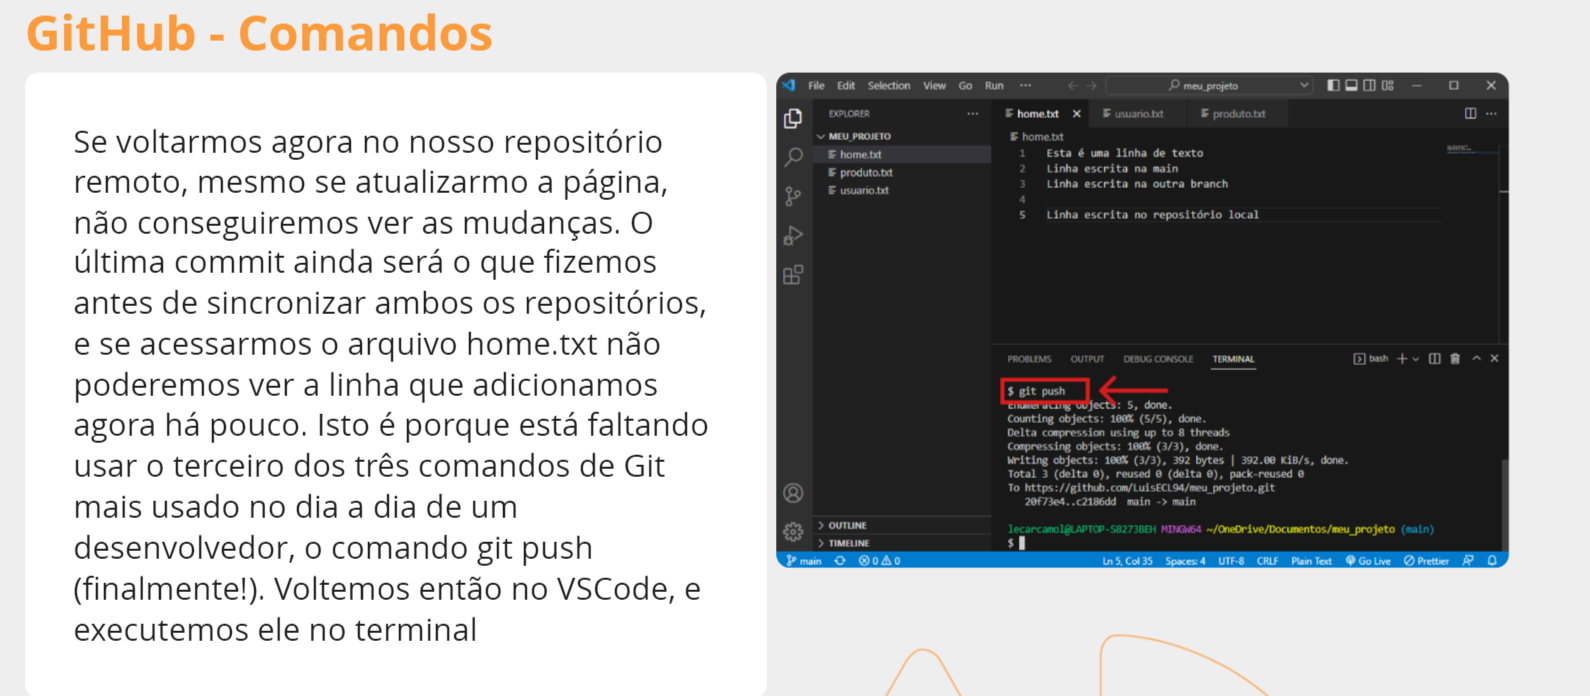 GitHub - Comandos
Se voltarmos agora no nosso repositório
remoto, mesmo se atualizarmo a página,
não conseguiremos ver as mudanças. O
última commit ainda será o que fizemos
antes de sincronizar ambos os repositórios,
e se acessarmos o arquivo home.txt não
poderemos ver a linha que adicionamos
agora há pouco. Isto é porque está faltando
usar o terceiro dos três comandos de Git
mais usado no dia a dia de um
desenvolvedor, o comando git push
(finalmente!). Voltemos então no VSCode, e
executemos ele no terminal
File Edit Selection View Go Run ··· meu_projeto
EXPLORER ···
MEU_PROJETO
home.txt
produto.txt
usuario.txt
home.txt usuario.txt produto.txt ···
home.txt
1 Esta é uma linha de texto
2 Linha escrita na main
3 Linha escrita na outra branch
4
5 Linha escrita no repositório local
PROBLEMS OUTPUT DEBUG CONSOLE TERMINAL bash
$ git push
Enumerating objects: 5, done.
Counting objects: 100% (5/5), done.
Delta compression using up to 8 threads
Compressing objects: 100% (3/3), done.
Writing objects: 100% (3/3), 392 bytes | 392.00 KiB/s, done.
Total 3 (delta 0), reused 0 (delta 0), pack-reused 0
To https://github.com/LuisECL94/meu_projeto.git
20f73e4..c2186dd main -> main
lecarcamol@LAPTOP-58273BEH MINGW64 ~/OneDrive/Documentos/meu_projeto (main)
$
OUTLINE
TIMELINE
main 0 0 Ln 5, Col 35 Spaces: 4 UTF-8 CRLF Plain Text Go Live Prettier